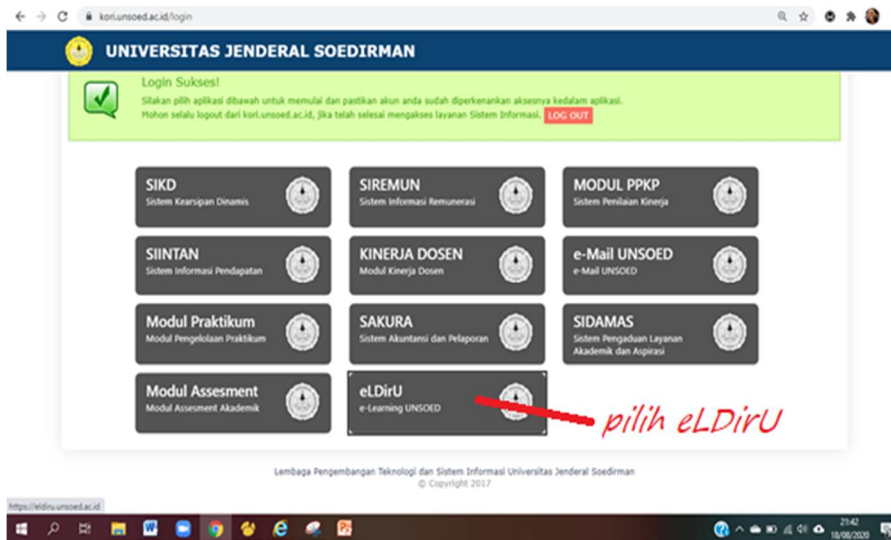 kori.unsoed.ac.id/login
UNIVERSITAS JENDERAL SOEDIRMAN
Login Sukses!
Silakan pilih aplikasi dibawah untuk memulai dan pastikan akun anda sudah diperkenankan aksesnya kedalam aplikasi.
Mohon selalu logout dari kori.unsoed.ac.id, jika telah selesai mengakses layanan Sistem Informasi. LOG OUT
SIKD
Sistem Kearsipan Dinamis
SIREMUN
Sistem Informasi Remunerasi
MODUL PPKP
Sistem Penilaian Kinerja
SIINTAN
Sistem Informasi Pendapatan
KINERJA DOSEN
Modul Kinerja Dosen
e-Mail UNSOED
e-Mail UNSOED
Modul Praktikum
Modul Pengelolaan Praktikum
SAKURA
Sistem Akuntansi dan Pelaporan
SIDAMAS
Sistem Pengaduan Layanan
Akademik dan Aspirasi
Modul Assesment
Modul Assesment Akademik
eLDirU
e-Learning UNSOED
pilih eLDirU
Lembaga Pengembangan Teknologi dan Sistem Informasi Universitas Jenderal Soedirman
© Copyright 2017
https://eldiru.unsoed.ac.id
21:42
18/08/2020